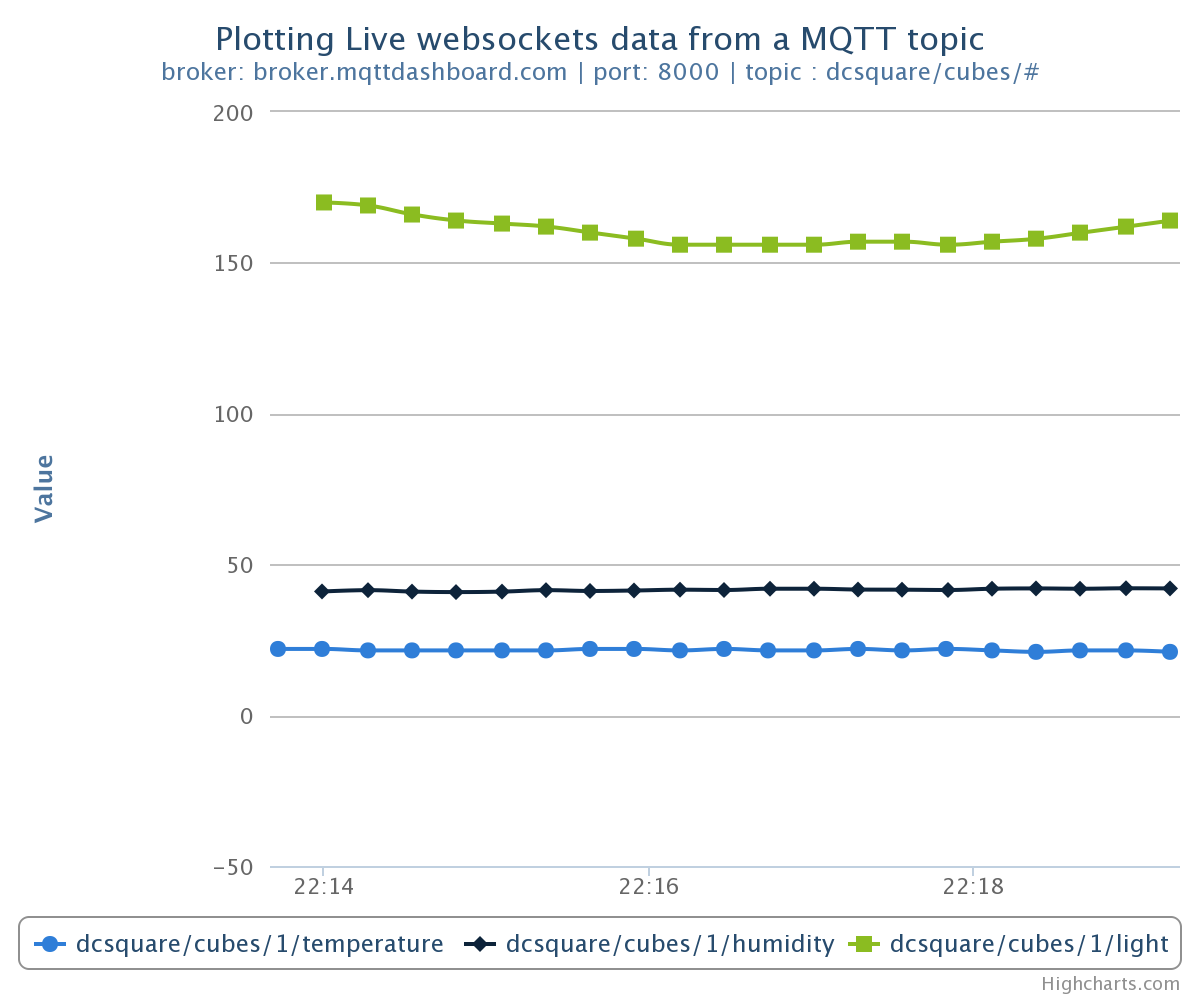 Plotting Live websockets data from a MQTT topic
broker: broker.mqttdashboard.com | port: 8000 | topic : dcsquare/cubes/#
200
150
100
50
0
−50
Value
22:14 22:16 22:18
dcsquare/cubes/1/temperature dcsquare/cubes/1/humidity dcsquare/cubes/1/light
Highcharts.com